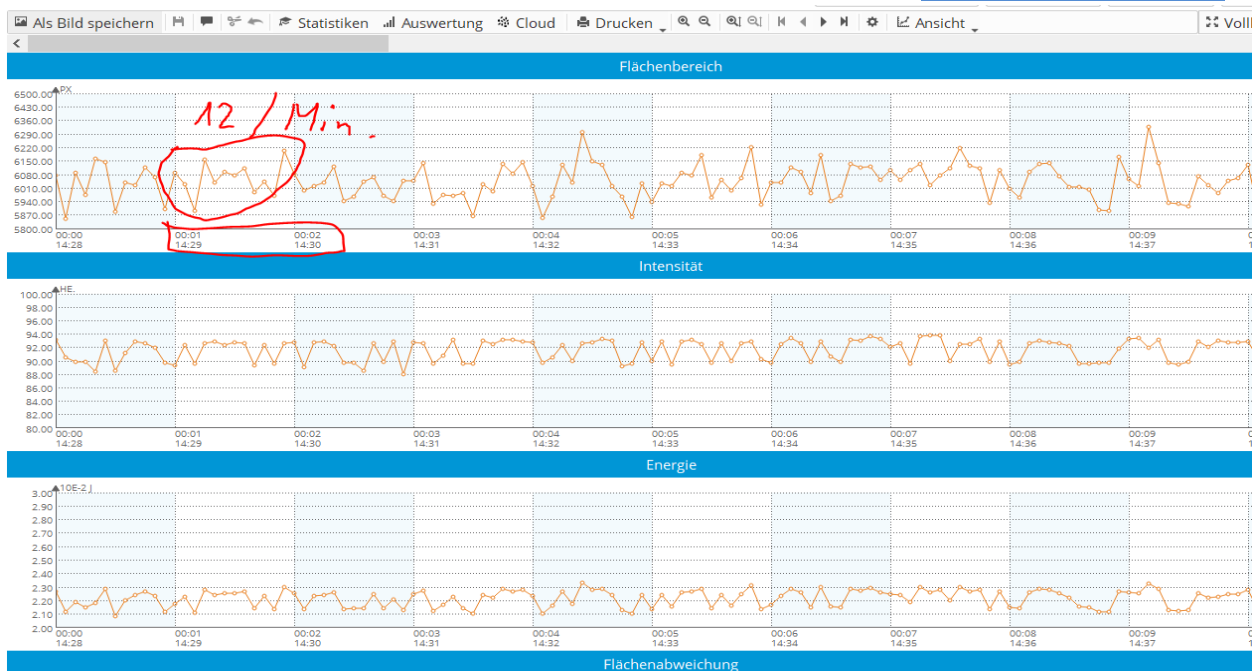 Als Bild speichern Statistiken Auswertung Cloud Drucken Ansicht Voll
Flächenbereich
PX
12/Min.
6500.00
6430.00
6360.00
6290.00
6220.00
6150.00
6080.00
6010.00
5940.00
5870.00
5800.00
00:00 00:01 00:02 00:03 00:04 00:05 00:06 00:07 00:08 00:09
14:28 14:29 14:30 14:31 14:32 14:33 14:34 14:35 14:36 14:37
Intensität
HE.
100.00
98.00
96.00
94.00
92.00
90.00
88.00
86.00
84.00
82.00
80.00
00:00 00:01 00:02 00:03 00:04 00:05 00:06 00:07 00:08 00:09
14:28 14:29 14:30 14:31 14:32 14:33 14:34 14:35 14:36 14:37
Energie
10E-2 J
3.00
2.90
2.80
2.70
2.60
2.50
2.40
2.30
2.20
2.10
2.00
00:00 00:01 00:02 00:03 00:04 00:05 00:06 00:07 00:08 00:09
14:28 14:29 14:30 14:31 14:32 14:33 14:34 14:35 14:36 14:37
Flächenabweichung